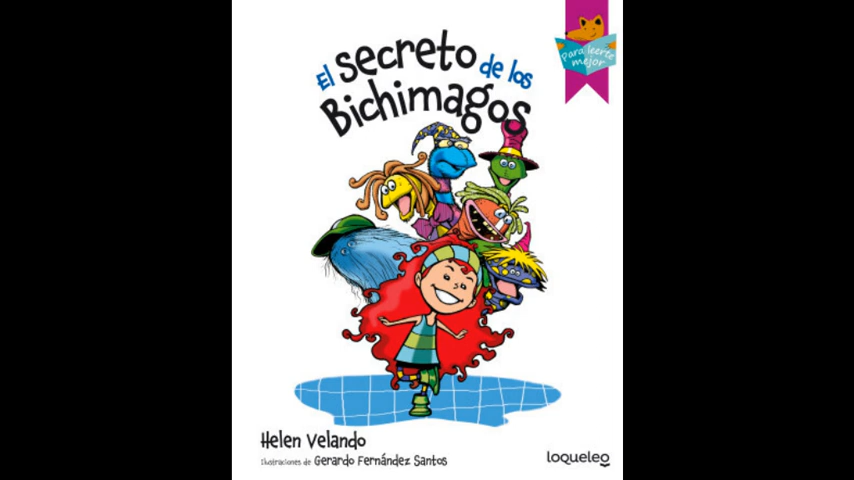 El secreto de los
Bichimagos
Para leerte
mejor
Helen Velando
Ilustraciones de Gerardo Fernández Santos
loqueleo